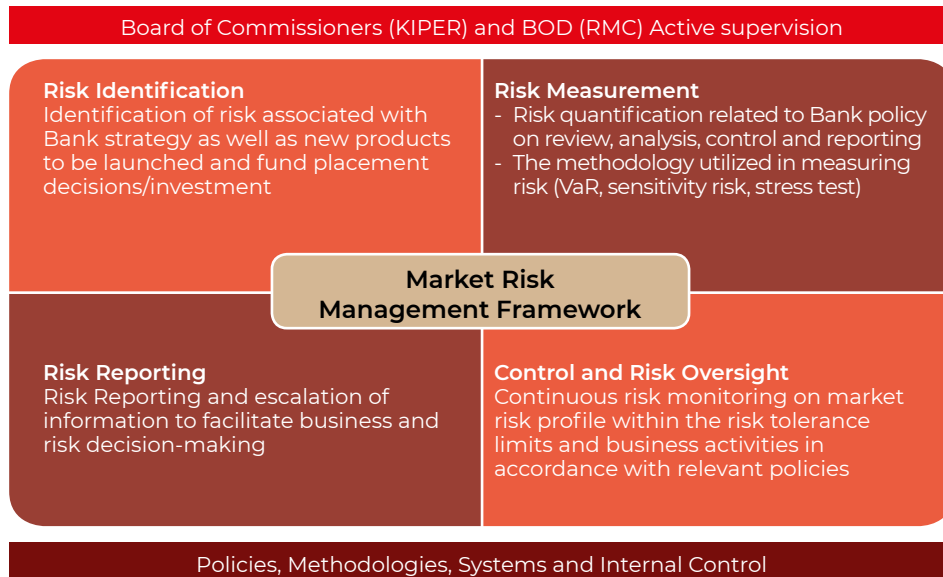 Board of Commissioners (KIPER) and BOD (RMC) Active supervision
Risk Identification
Identification of risk associated with
Bank strategy as well as new products
to be launched and fund placement
decisions/investment
Risk Measurement
- Risk quantification related to Bank policy
on review, analysis, control and reporting
- The methodology utilized in measuring
risk (VaR, sensitivity risk, stress test)
Market Risk
Management Framework
Risk Reporting
Risk Reporting and escalation of
information to facilitate business and
risk decision-making
Control and Risk Oversight
Continuous risk monitoring on market
risk profile within the risk tolerance
limits and business activities in
accordance with relevant policies
Policies, Methodologies, Systems and Internal Control